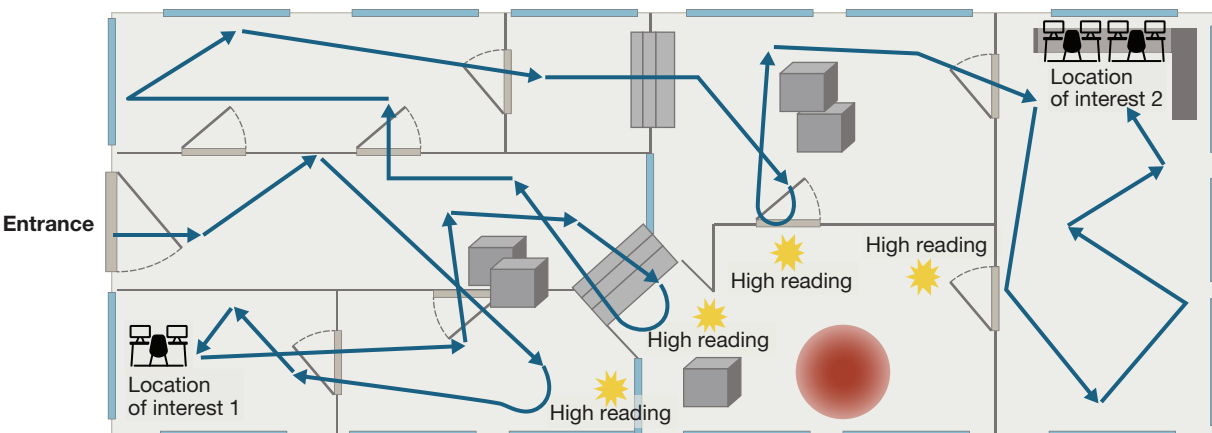 Location
of interest 2
Entrance
High reading
High reading
High reading
Location
of interest 1
High reading